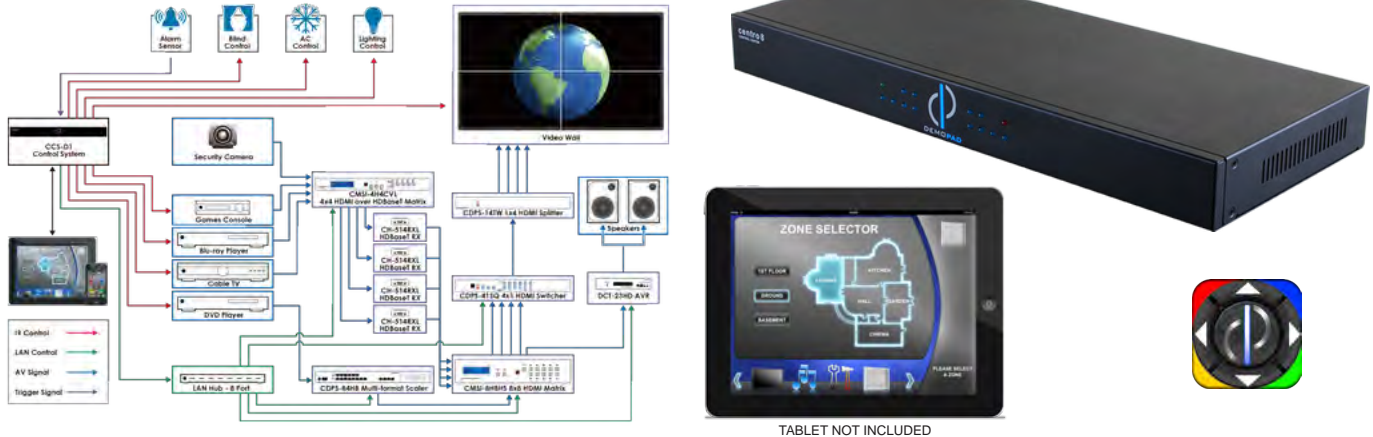 Alarm
Sensor
Blind
Control
AC
Control
Lighting
Control
CCS-D1
Control System
Video Wall
Security Camera
Games Console
Blu-ray Player
Cable TV
DVD Player
CMSI-4H4CVL
4x4 HDMI over HDBaseT Matrix
CH-514RXL
HDBaseT RX
CH-514RXL
HDBaseT RX
CH-514RXL
HDBaseT RX
CH-514RXL
HDBaseT RX
CDPS-14TW 1x4 HDMI Splitter
Speakers
CDPS-41SQ 4x1 HDMI Switcher
DCT-23HD AVR
IR Control
LAN Control
AV Signal
Trigger Signal
LAN Hub - 8 Port
CDPS-64HB Multi-format Scaler
CMSI-8H8HS 8x8 HDMI Matrix
centro8
DEMOPAD
ZONE SELECTOR
1ST FLOOR
GROUND
BASEMENT
KITCHEN
LOUNGE
HALL
GARDEN
CINEMA
PLEASE SELECT
A ZONE
TABLET NOT INCLUDED